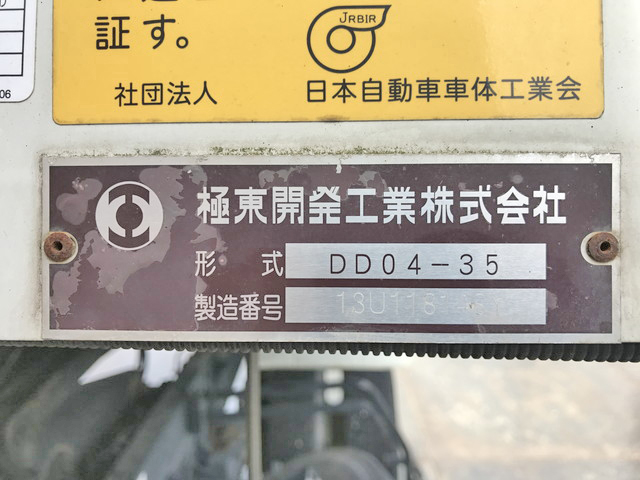 証す。
JRBIR
社団法人 日本自動車車体工業会
極東開発工業株式会社
形式 DD04-35
製造番号
06